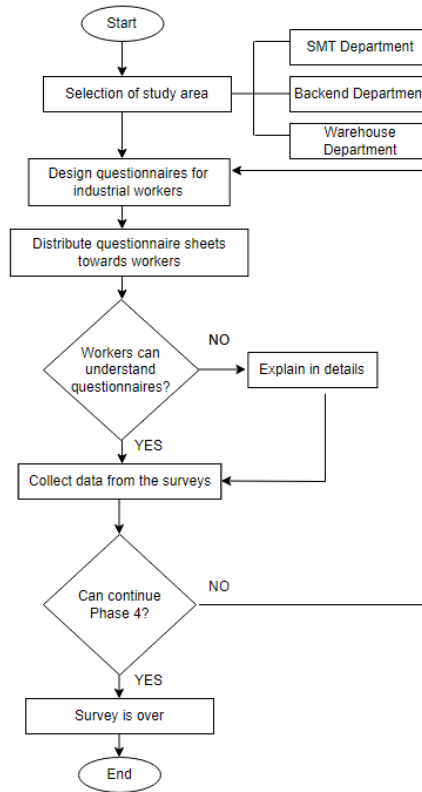 Start
SMT Department
Selection of study area
Backend Department
Warehouse
Department
Design questionnaires for
industrial workers
Distribute questionnaire sheets
towards workers
NO
Workers can
understand
questionnaires?
Explain in details
YES
Collect data from the surveys
NO
Can continue
Phase 4?
YES
Survey is over
End